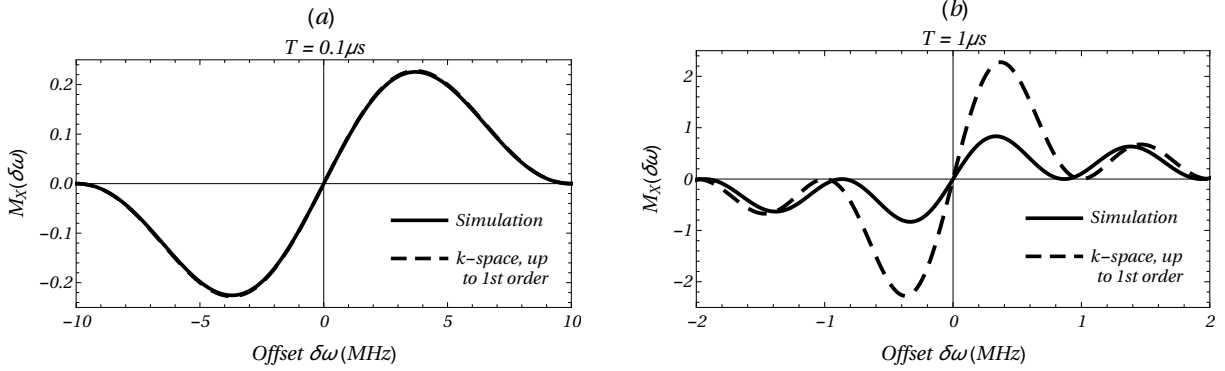 (a)
T = 0.1μs
0.2
0.1
0.0
-0.1
-0.2
-10
-5
0
5
10
M_X(δω)
Offset δω (MHz)
Simulation
k-space, up
to 1st order
(b)
T = 1μs
2
1
0
-1
-2
-2
-1
0
1
2
M_X(δω)
Offset δω (MHz)
Simulation
k-space, up
to 1st order